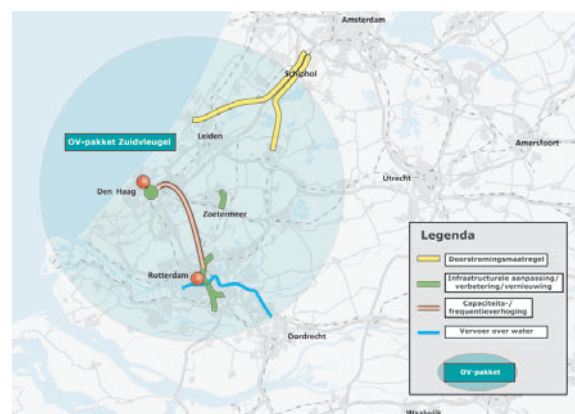 Amsterdam
Schiphol
Leiden
OV-pakket Zuidvleugel
Amersfoort
Utrecht
Den Haag
Zoetermeer
Rotterdam
Dordrecht
Waalwijk
Legenda
Doorstromingsmaatregel
Infrastructurele aanpassing/
verbetering/vernieuwing
Capaciteits-/
frequentieverhoging
Vervoer over water
OV-pakket